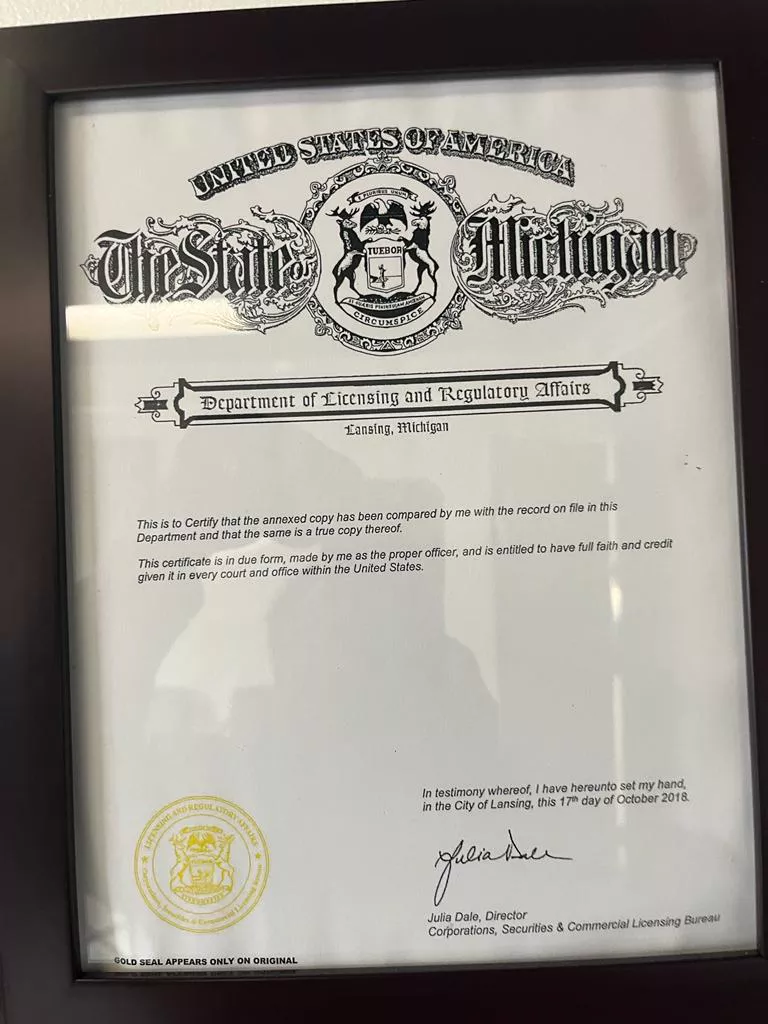 UNITED STATES OF AMERICA
The State of Michigan
E PLURIBUS UNUM
TUEBOR
SI QUAERIS PENINSULAM AMOENAM
CIRCUMSPICE
Department of Licensing and Regulatory Affairs
Lansing, Michigan
This is to Certify that the annexed copy has been compared by me with the record on file in this
Department and that the same is a true copy thereof.
This certificate is in due form, made by me as the proper officer, and is entitled to have full faith and credit
given it in every court and office within the United States.
In testimony whereof, I have hereunto set my hand,
in the City of Lansing, this 17th day of October 2018.
Julia Dale
Julia Dale, Director
Corporations, Securities & Commercial Licensing Bureau
LICENSING AND REGULATORY AFFAIRS
Corporations, Securities & Commercial Licensing Bureau
GOLD SEAL APPEARS ONLY ON ORIGINAL